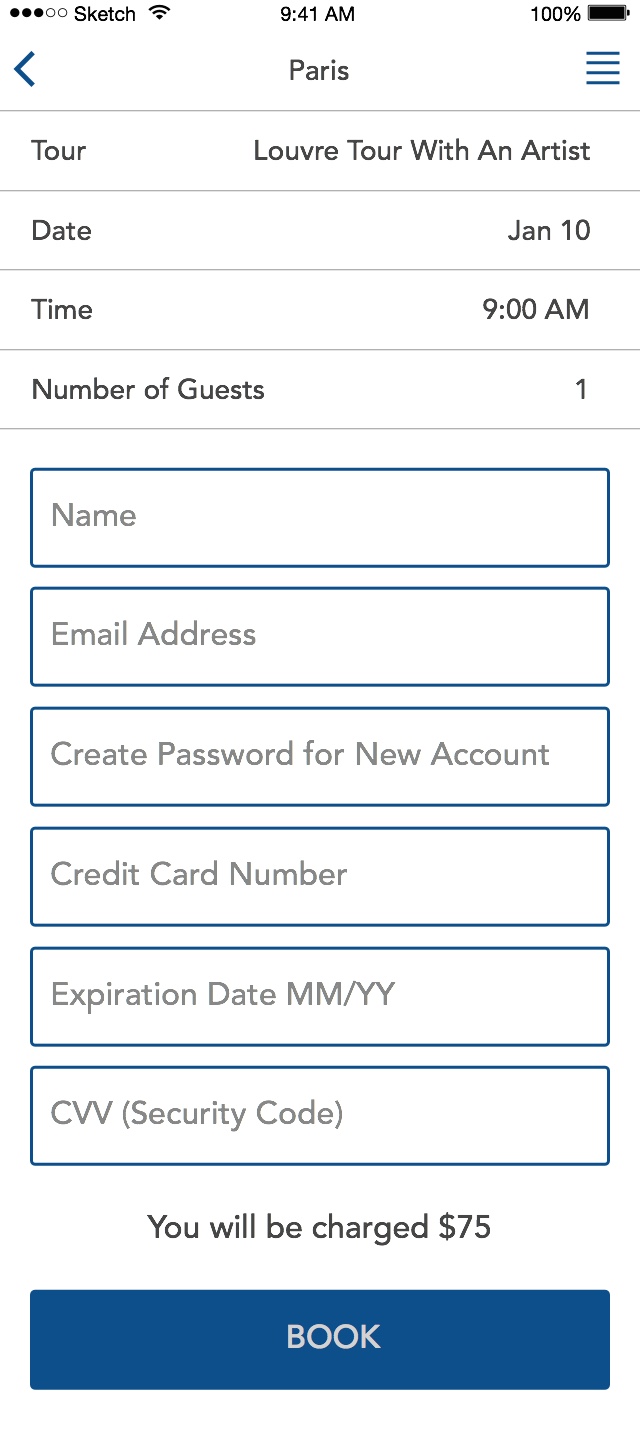 Sketch 9:41 AM 100%
Paris
Tour Louvre Tour With An Artist
Date Jan 10
Time 9:00 AM
Number of Guests 1
Name
Email Address
Create Password for New Account
Credit Card Number
Expiration Date MM/YY
CVV (Security Code)
You will be charged $75
BOOK